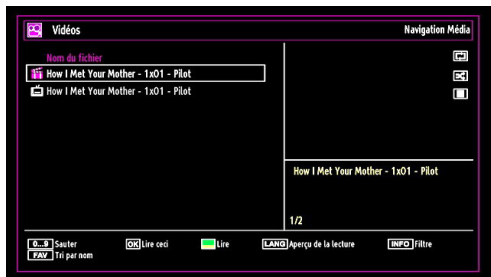 Vidéos
Navigation Média
Nom du fichier
How I Met Your Mother - 1x01 - Pilot
How I Met Your Mother - 1x01 - Pilot
How I Met Your Mother - 1x01 - Pilot
1/2
0...9 Sauter
OK Lire ceci
Lire
LANG Aperçu de la lecture
INFO Filtre
FAV Tri par nom